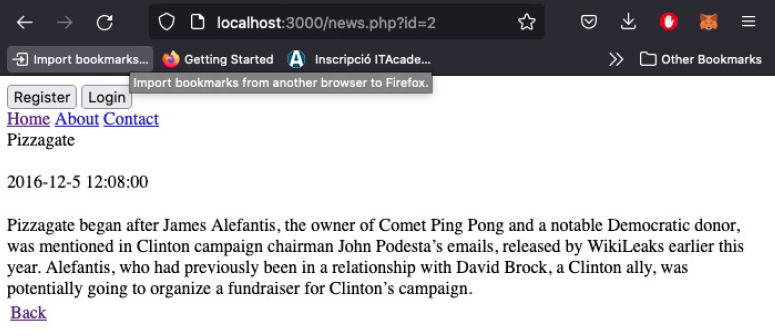 localhost:3000/news.php?id=2
Import bookmarks... Getting Started Inscripció ITAcade... Other Bookmarks
Import bookmarks from another browser to Firefox.
Register Login
Home About Contact
Pizzagate
2016-12-5 12:08:00
Pizzagate began after James Alefantis, the owner of Comet Ping Pong and a notable Democratic donor,
was mentioned in Clinton campaign chairman John Podesta’s emails, released by WikiLeaks earlier this
year. Alefantis, who had previously been in a relationship with David Brock, a Clinton ally, was
potentially going to organize a fundraiser for Clinton’s campaign.
Back